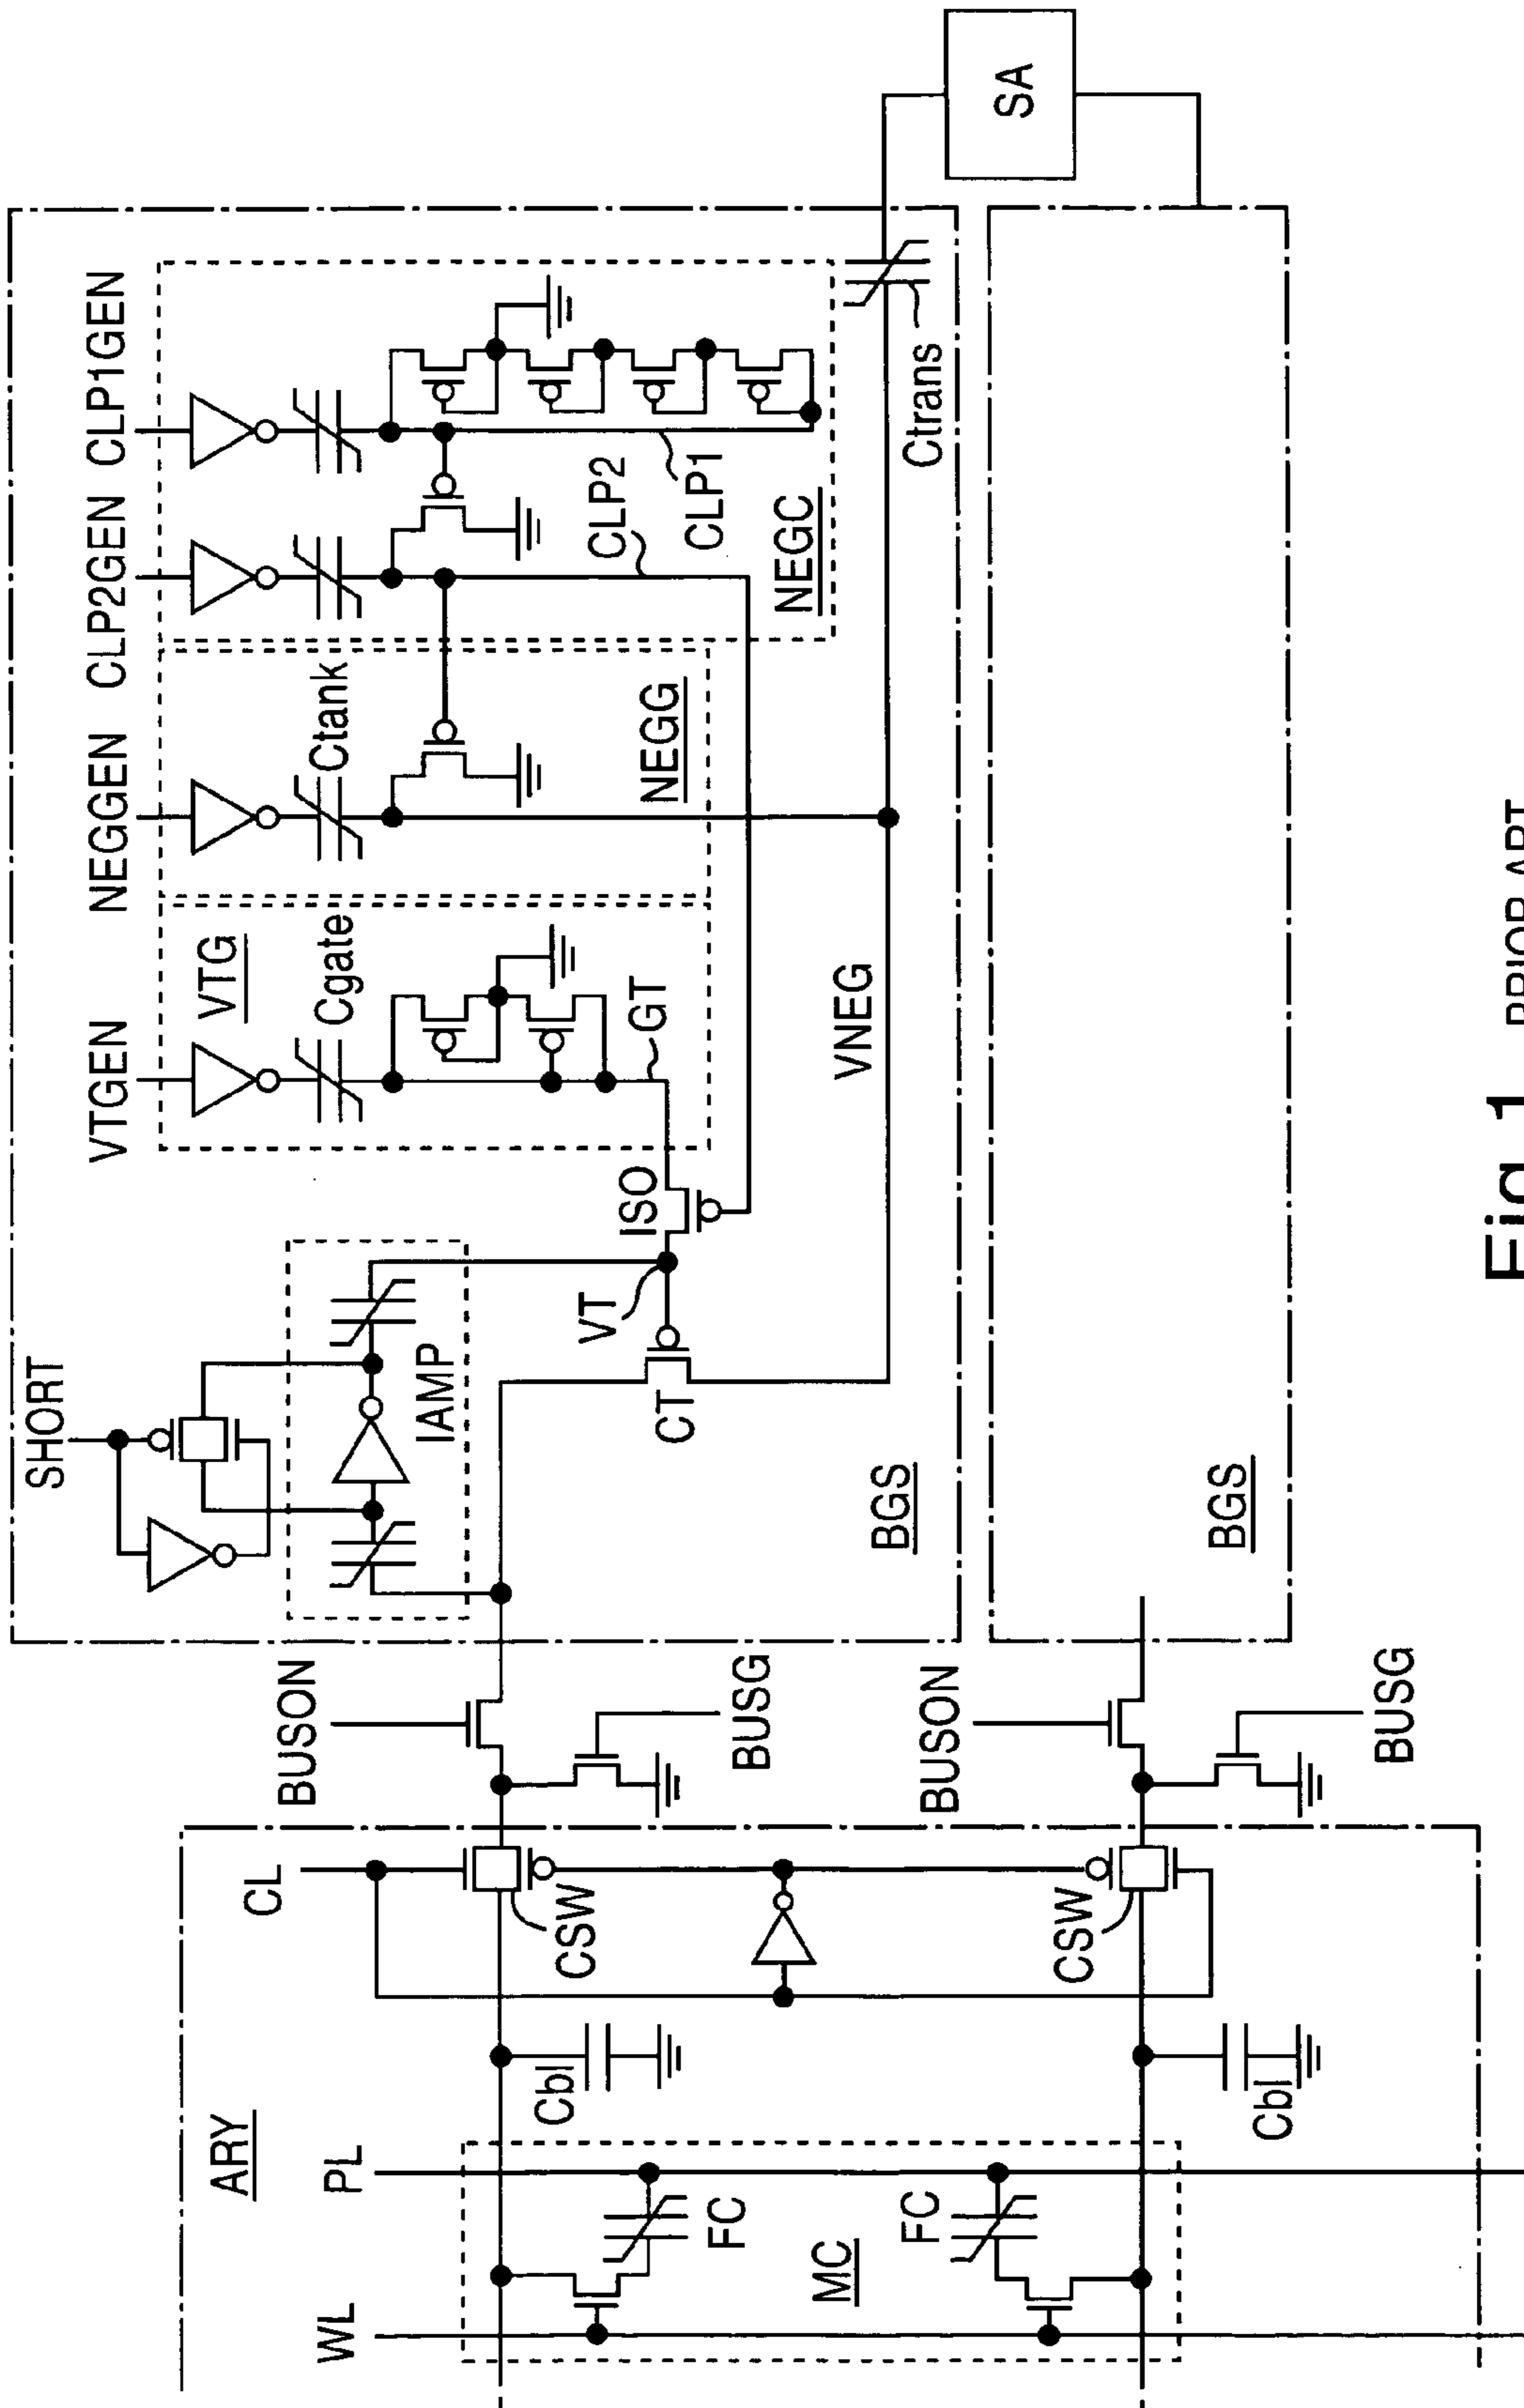 ARY
WL
PL
FC
FC
MC
Cbl
Cbl
CL
CSW
CSW
BUSON
BUSG
BUSON
BUSG
SHORT
IAMP
CT
VT
ISO
BGS
BGS
VTGEN
VTG
Cgate
GT
VNEG
NEGGEN
Ctank
NEGG
CLP2GEN
CLP1GEN
CLP2
CLP1
NEGC
Ctrans
SA
Fig. 1 PRIOR ART